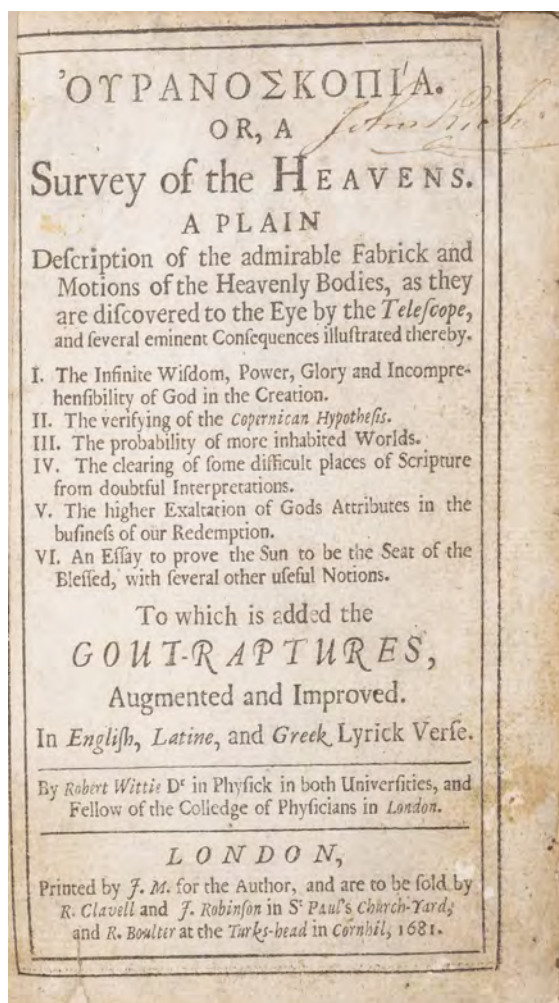 ʼΟΥΡΑΝΟΣΚΟΠΙ´Α.
OR, A
Survey of the HEAVENS.
A PLAIN
Deſcription of the admirable Fabrick and
Motions of the Heavenly Bodies, as they
are diſcovered to the Eye by the Teleſcope,
and ſeveral eminent Conſequences illuſtrated thereby.
I. The Infinite Wiſdom, Power, Glory and Incompre-
henſibility of God in the Creation.
II. The verifying of the Copernican Hypotheſis.
III. The probability of more inhabited Worlds.
IV. The clearing of ſome difficult places of Scripture
from doubtful Interpretations.
V. The higher Exaltation of Gods Attributes in the
buſineſs of our Redemption.
VI. An Eſſay to prove the Sun to be the Seat of the
Bleſſed, with ſeveral other uſeful Notions.
To which is added the
GOUT-RAPTURES,
Augmented and Improved.
In Engliſh, Latine, and Greek Lyrick Verſe.
By Robert Wittie Dʳ in Phyſick in both Univerſities, and
Fellow of the Colledge of Phyſicians in London.
LONDON,
Printed by J. M. for the Author, and are to be ſold by
R. Clavell and J. Robinſon in Sᵗ Paul's Church-Yard;
and R. Boulter at the Turks-head in Cornhil, 1681.